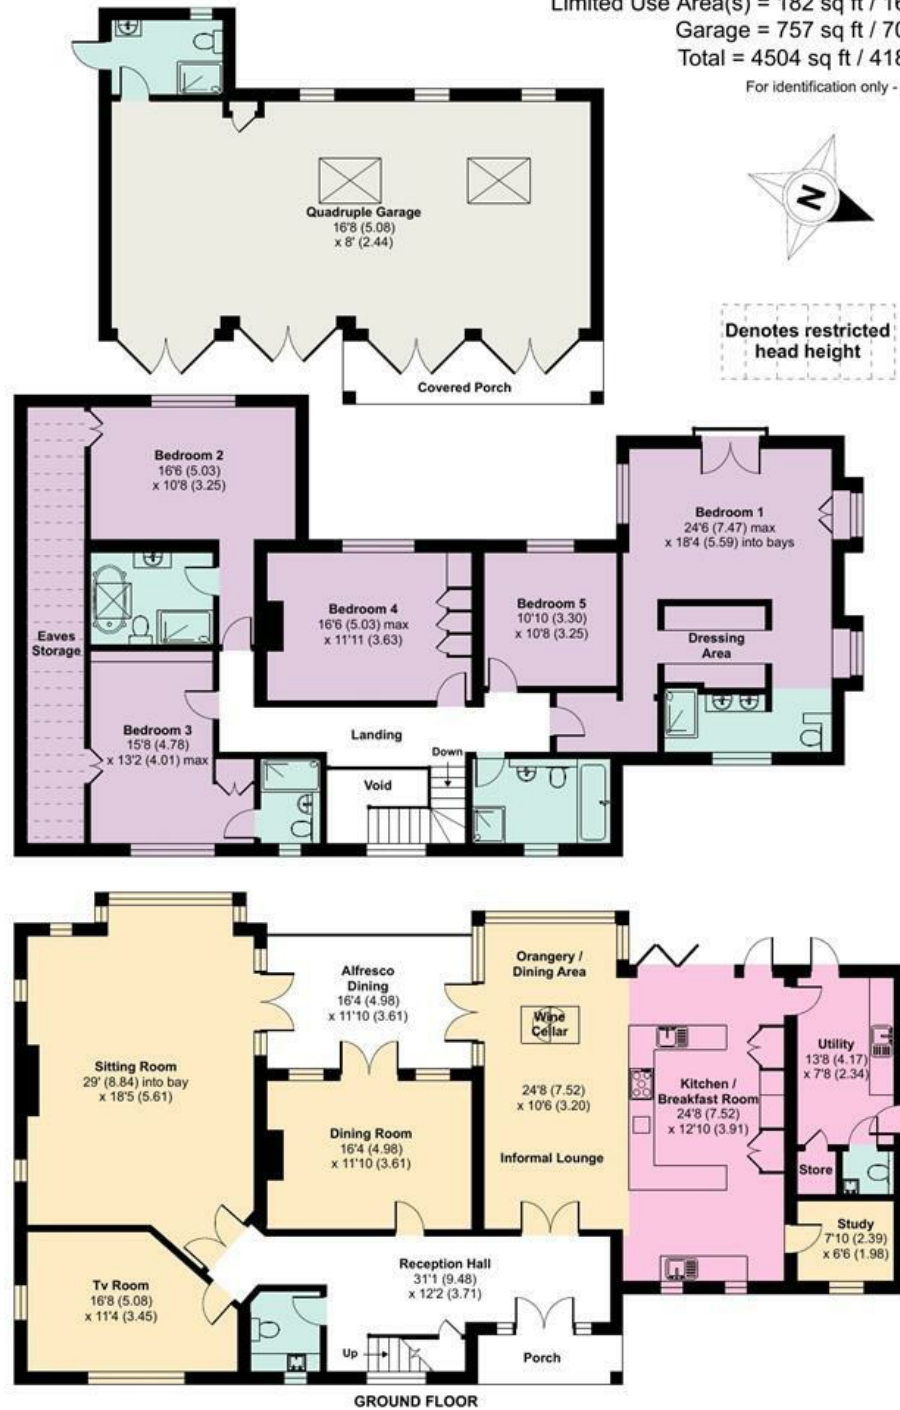 Limited Use Area(s) = 182 sq ft / 16
Garage = 757 sq ft / 70
Total = 4504 sq ft / 418
For identification only -
N
Denotes restricted
head height
Quadruple Garage
16'8 (5.08)
x 8' (2.44)
Covered Porch
Bedroom 2
16'6 (5.03)
x 10'8 (3.25)
Bedroom 1
24'6 (7.47) max
x 18'4 (5.59) into bays
Bedroom 4
16'6 (5.03) max
x 11'11 (3.63)
Bedroom 5
10'10 (3.30)
x 10'8 (3.25)
Eaves
Storage
Dressing
Area
Bedroom 3
15'8 (4.78)
x 13'2 (4.01) max
Landing
Down
Void
Orangery /
Dining Area
Alfresco
Dining
16'4 (4.98)
x 11'10 (3.61)
Wine
Cellar
Utility
13'8 (4.17)
x 7'8 (2.34)
Sitting Room
29' (8.84) into bay
x 18'5 (5.61)
24'8 (7.52)
x 10'6 (3.20)
Kitchen /
Breakfast Room
24'8 (7.52)
x 12'10 (3.91)
Dining Room
16'4 (4.98)
x 11'10 (3.61)
Informal Lounge
Store
Study
7'10 (2.39)
x 6'6 (1.98)
Reception Hall
31'1 (9.48)
x 12'2 (3.71)
Tv Room
16'8 (5.08)
x 11'4 (3.45)
Up
Porch
GROUND FLOOR